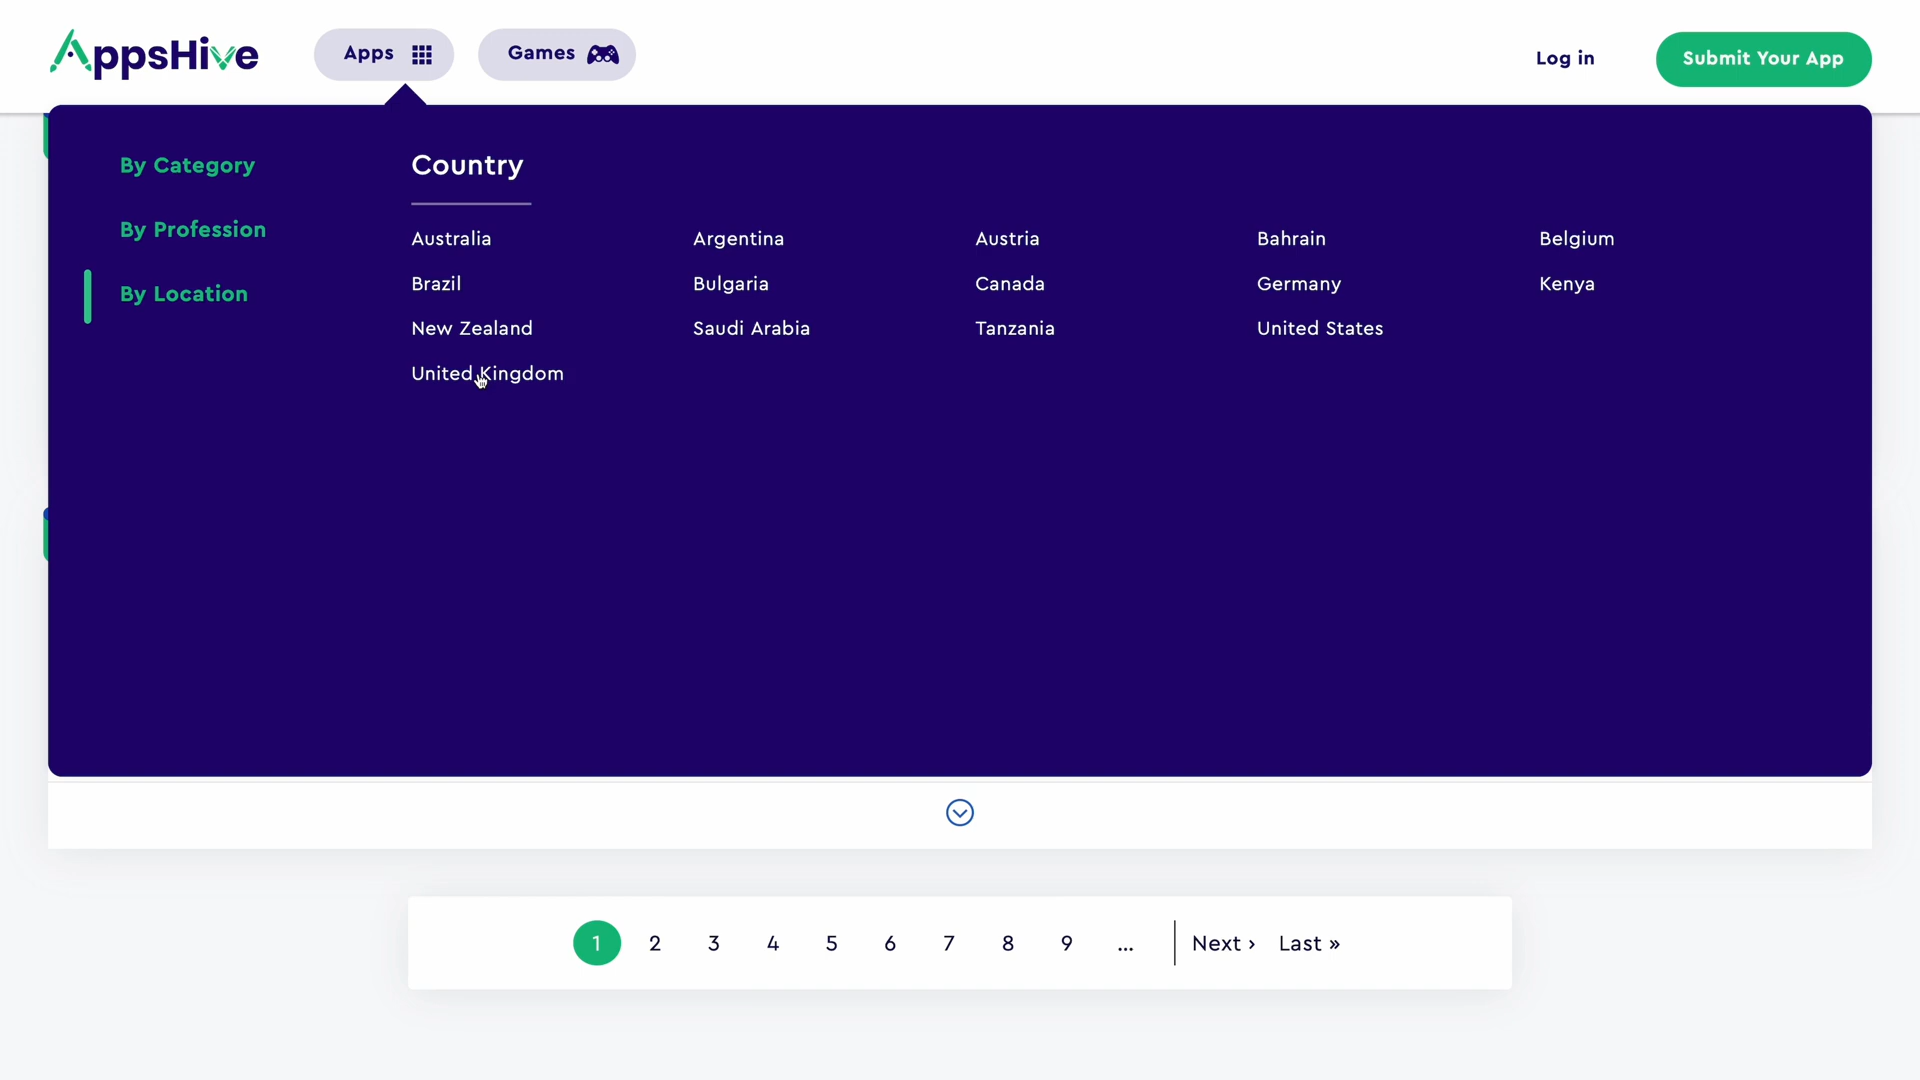 AppsHive
Apps
Games
Log in
Submit Your App
By Category
By Profession
By Location
Country
Australia
Argentina
Austria
Bahrain
Belgium
Brazil
Bulgaria
Canada
Germany
Kenya
New Zealand
Saudi Arabia
Tanzania
United States
United Kingdom
1 2 3 4 5 6 7 8 9 ... Next › Last »